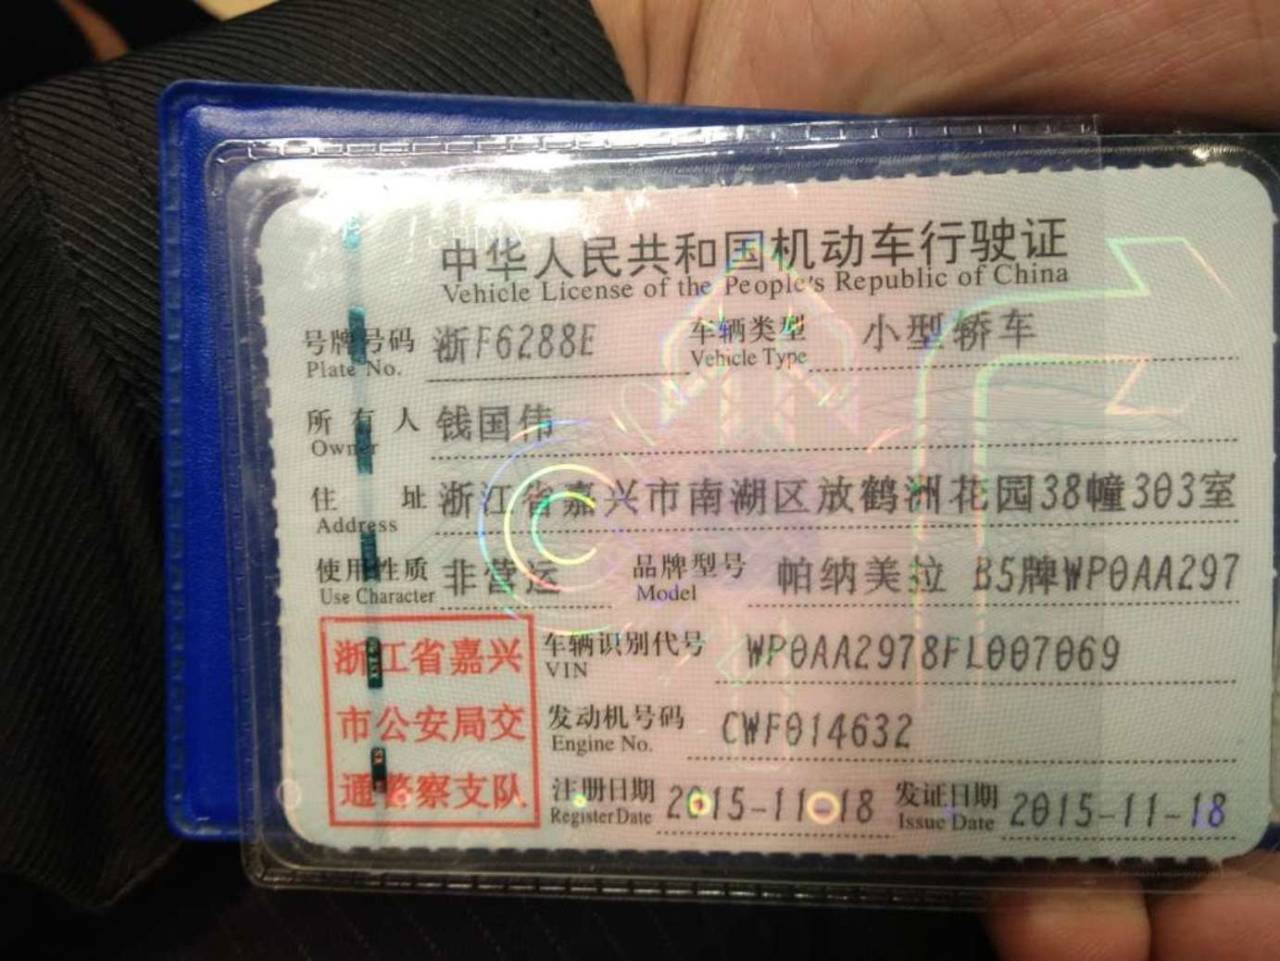 中华人民共和国机动车行驶证
Vehicle License of the People's Republic of China
号牌号码 浙F6288E 车辆类型 小型轿车
Plate No. Vehicle Type
所有人 钱国伟
Owner
住址 浙江省嘉兴市南湖区放鹤洲花园38幢303室
Address
使用性质 非营运 品牌型号 帕纳美拉 B5牌WP0AA297
Use Character Model
浙江省嘉兴
市公安局交
通警察支队
车辆识别代号 WP0AA2978FL007069
VIN
发动机号码 CWF014632
Engine No.
注册日期 2015-11-18 发证日期 2015-11-18
Register Date Issue Date